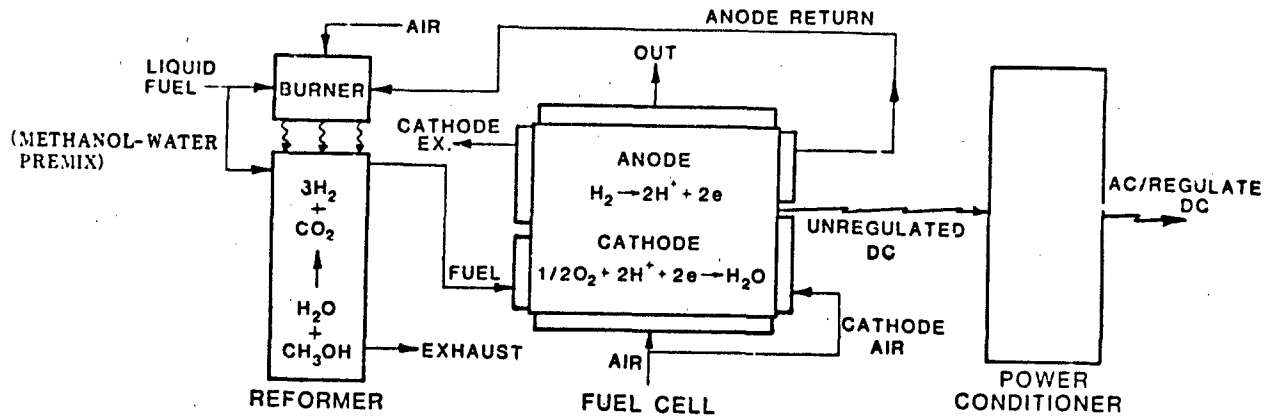 ANODE RETURN
AIR
OUT
LIQUID
FUEL
BURNER
(METHANOL-WATER
PREMIX)
CATHODE
EX.
3H₂
+
CO₂
H₂O
+
CH₃OH
EXHAUST
REFORMER
FUEL
ANODE
H₂→2H⁺ + 2e
CATHODE
1/2O₂ + 2H⁺ + 2e→H₂O
AIR
CATHODE
AIR
FUEL CELL
UNREGULATED
DC
AC/REGULATE
DC
POWER
CONDITIONER